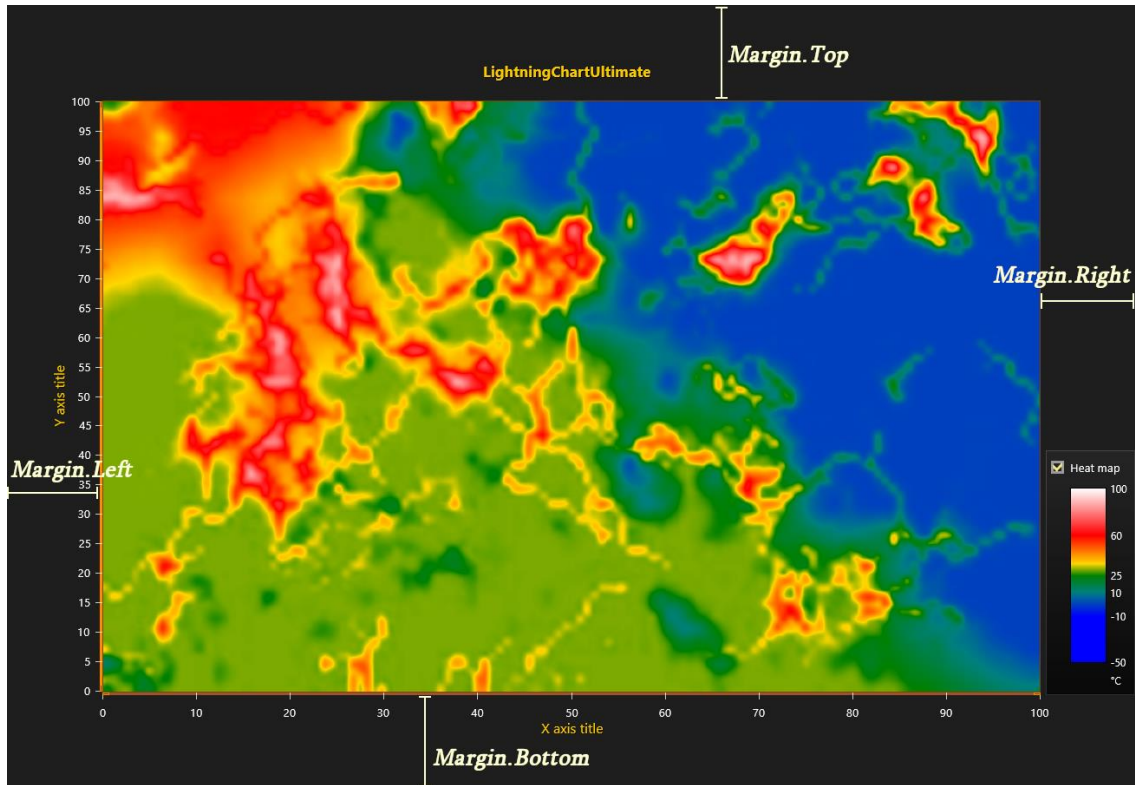 Margin.Top
LightningChartUltimate
100
95
90
85
80
75
70
65
60
55
50
45
40
35
30
25
20
15
10
5
0
Y axis title
Margin.Left
Margin.Right
Heat map
100
60
25
10
-10
-50
°C
0 10 20 30 40 50 60 70 80 90 100
X axis title
Margin.Bottom